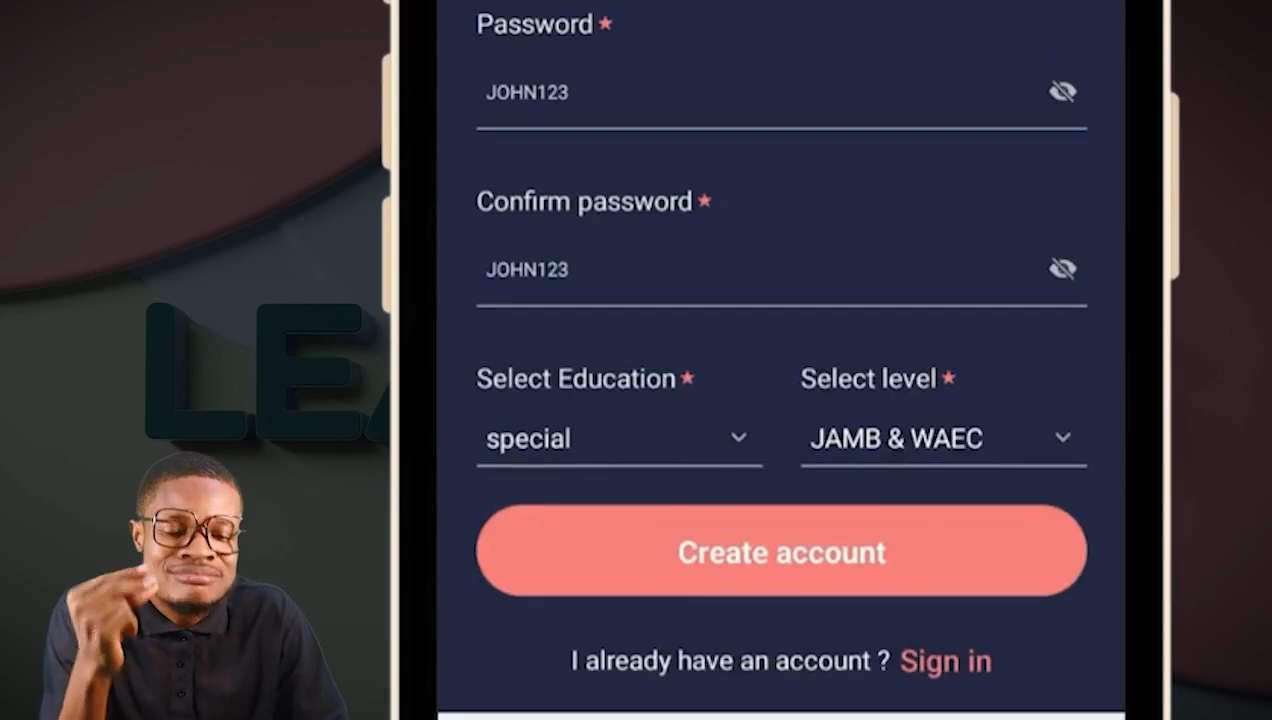 Password *
JOHN123
Confirm password *
JOHN123
Select Education * Select level *
special JAMB & WAEC
Create account
I already have an account ? Sign in
LEA